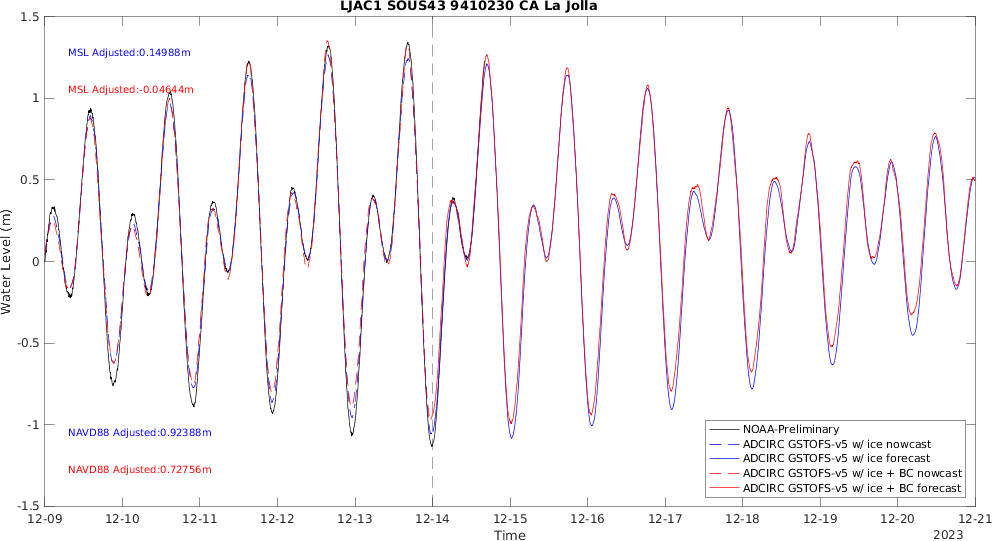 LJAC1 SOUS43 9410230 CA La Jolla
1.5
1
0.5
0
-0.5
-1
-1.5
Water Level (m)
MSL Adjusted:0.14988m
MSL Adjusted:-0.04644m
NAVD88 Adjusted:0.92388m
NAVD88 Adjusted:0.72756m
NOAA-Preliminary
ADCIRC GSTOFS-v5 w/ ice nowcast
ADCIRC GSTOFS-v5 w/ ice forecast
ADCIRC GSTOFS-v5 w/ ice + BC nowcast
ADCIRC GSTOFS-v5 w/ ice + BC forecast
12-09 12-10 12-11 12-12 12-13 12-14 12-15 12-16 12-17 12-18 12-19 12-20 12-21
Time
2023